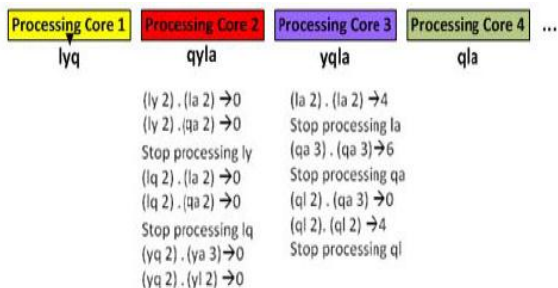 Processing Core 1 Processing Core 2 Processing Core 3 Processing Core 4 ...
lyq qyla yqla qla
(ly 2) . (la 2) →0
(ly 2) . (qa 2) →0
Stop processing ly
(lq 2) . (la 2) →0
(lq 2) . (qa 2) →0
Stop processing lq
(yq 2) . (ya 3) →0
(yq 2) . (yl 2) →0
(la 2) . (la 2) →4
Stop processing la
(qa 3) . (qa 3) →6
Stop processing qa
(ql 2) . (qa 3) →0
(ql 2) . (ql 2) →4
Stop processing ql